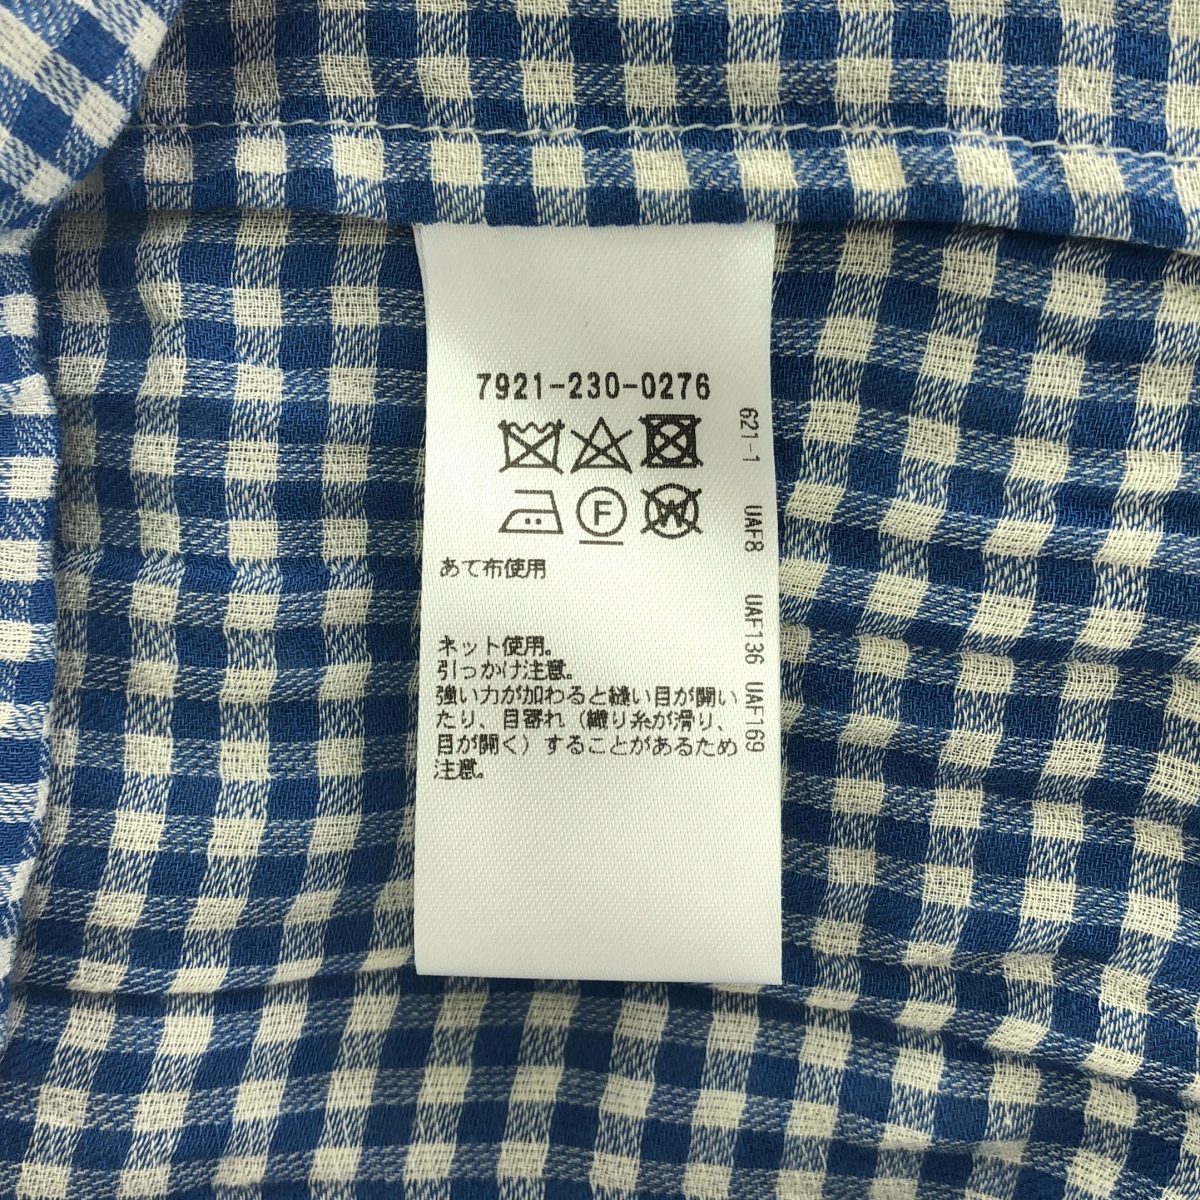 7921-230-0276
F
W
あて布使用
ネット使用。
引っかけ注意。
強い力が加わると縫い目が開い
たり、目寄れ（織り糸が滑り、
目が開く）することがあるため
注意。
621-1 UAF8 UAF136 UAF169